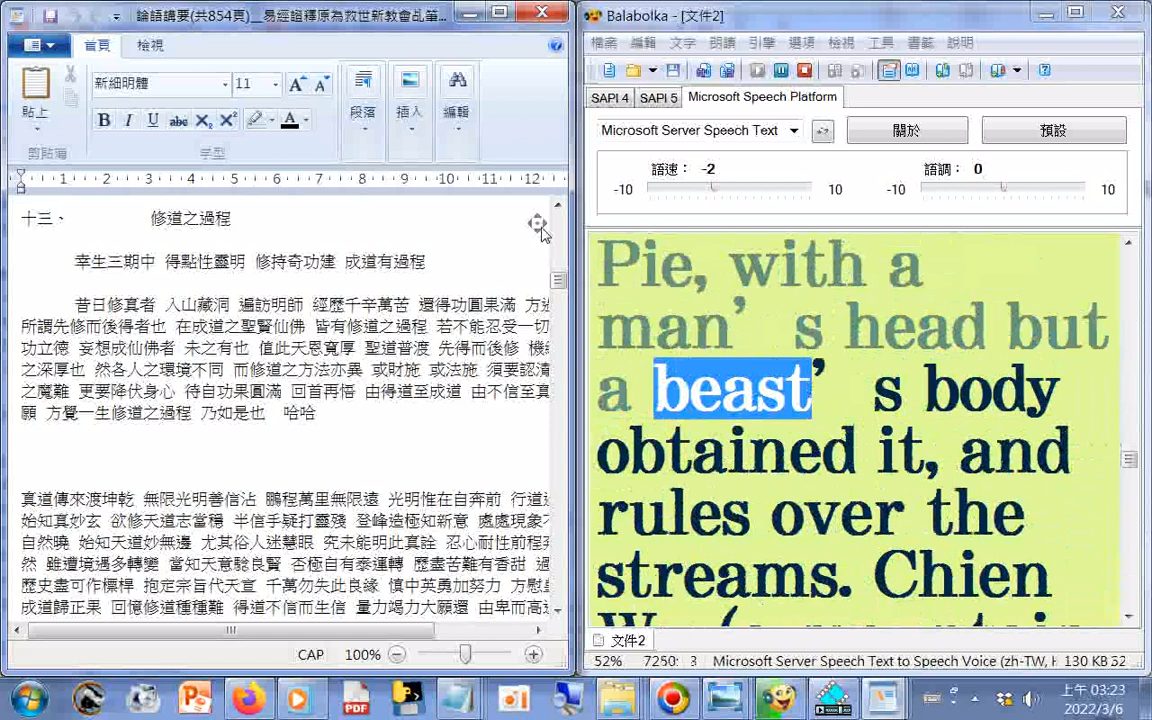 論語講要(共854頁)__易經證釋原為救世新教會乩筆...
首頁 檢視
貼上
剪貼簿
新細明體 11
B I U abc X₂ X²
字型
段落
插入
編輯
1 2 3 4 5 6 7 8 9 10 11 12
十三、 修道之過程
幸生三期中 得點性靈明 修持奇功建 成道有過程
昔日修真者 入山藏洞 遍訪明師 經歷千辛萬苦 還得功圓果滿 方
所謂先修而後得者也 在成道之聖賢仙佛 皆有修道之過程 若不能忍受一切
功立德 妄想成仙佛者 未之有也 值此天恩寬厚 聖道普渡 先得而後修 機
之深厚也 然各人之環境不同 而修道之方法亦異 或財施 或法施 須要認清
之魔難 更要降伏身心 待自功果圓滿 回首再悟 由得道至成道 由不信至真
願 方覺一生修道之過程 乃如是也 哈哈
真道傳來渡坤乾 無限光明善信沾 鵬程萬里無限遠 光明惟在自奔前 行道
始知真妙玄 欲修天道志當穩 半信乎疑打靈殘 登峰造極知新意 處處現象
自然曉 始知天道妙無邊 尤其俗人迷慧眼 究未能明此真詮 忍心耐性前程
然 雖遭境遇多轉變 當知天意驗良賢 否極自有泰運轉 歷盡苦難有香甜
歷史盡可作標桿 抱定宗旨代天宣 千萬勿失此良緣 慎中英勇加努力 方慰
成道歸正果 回憶修道種種難 得道不信而生信 量力竭力大願還 由卑而高
CAP 100%
Balabolka - [文件2]
檔案 編輯 文字 朗讀 引擎 選項 檢視 工具 書籤 說明
SAPI 4 SAPI 5 Microsoft Speech Platform
Microsoft Server Speech Text 關於 預設
語速： -2 語調： 0
-10 10 -10 10
Pie, with a
man’s head but
a beast’s body
obtained it, and
rules over the
streams. Chien
文件2
52% 7250: 3 Microsoft Server Speech Text to Speech Voice (zh-TW, H 130 KB
上午 03:23
2022/3/6